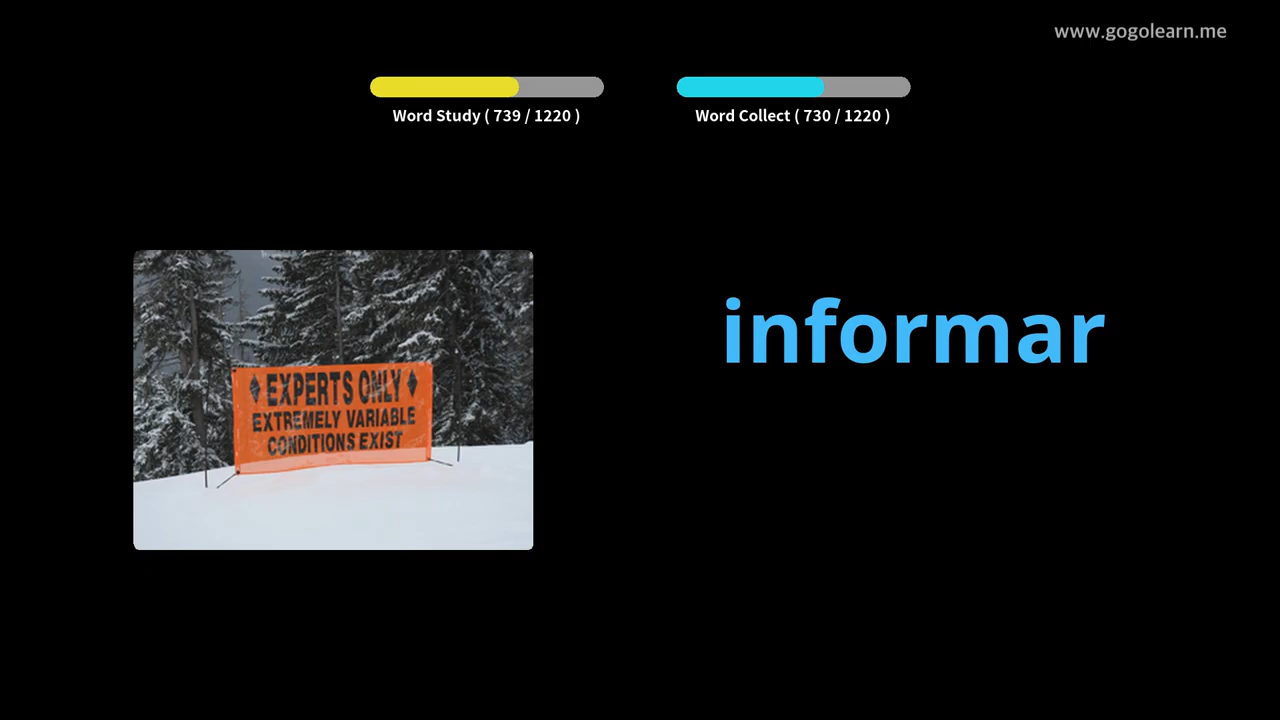 www.gogolearn.me
Word Study ( 739 / 1220 )
Word Collect ( 730 / 1220 )
informar
EXPERTS ONLY
EXTREMELY VARIABLE
CONDITIONS EXIST